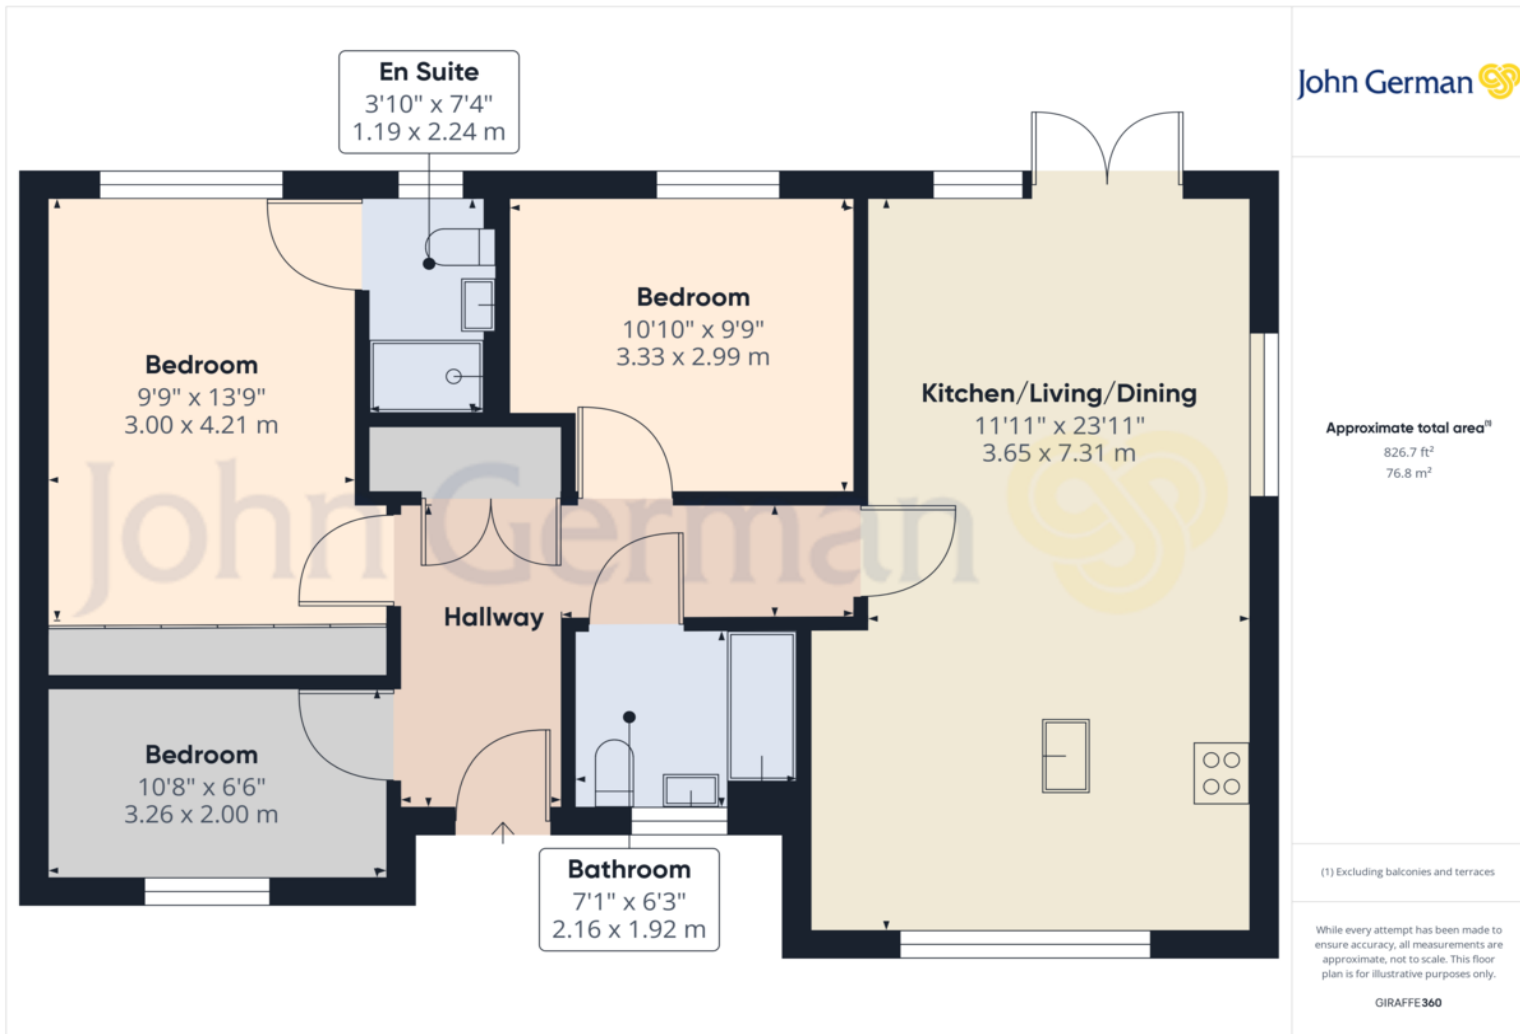 En Suite
3'10" x 7'4"
1.19 x 2.24 m
John German
Bedroom
10'10" x 9'9"
3.33 x 2.99 m
Bedroom
9'9" x 13'9"
3.00 x 4.21 m
Kitchen/Living/Dining
11'11" x 23'11"
3.65 x 7.31 m
Approximate total area(1)
826.7 ft²
76.8 m²
John German
Hallway
Bedroom
10'8" x 6'6"
3.26 x 2.00 m
Bathroom
7'1" x 6'3"
2.16 x 1.92 m
(1) Excluding balconies and terraces
While every attempt has been made to
ensure accuracy, all measurements are
approximate, not to scale. This floor
plan is for illustrative purposes only.
GIRAFFE360